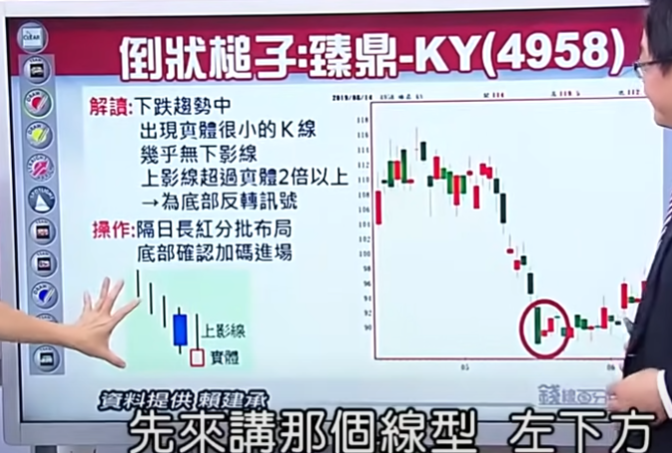 倒狀槌子:臻鼎-KY(4958)
解讀:下跌趨勢中
出現實體很小的K線
幾乎無下影線
上影線超過實體2倍以上
→為底部反轉訊號
操作:隔日長紅分批布局
底部確認加碼進場
上影線
實體
118
116
114
112
110
108
106
104
102
100
98
96
94
92
90
05
資料提供 賴建承
錢線百分
先來講那個線型 左下方